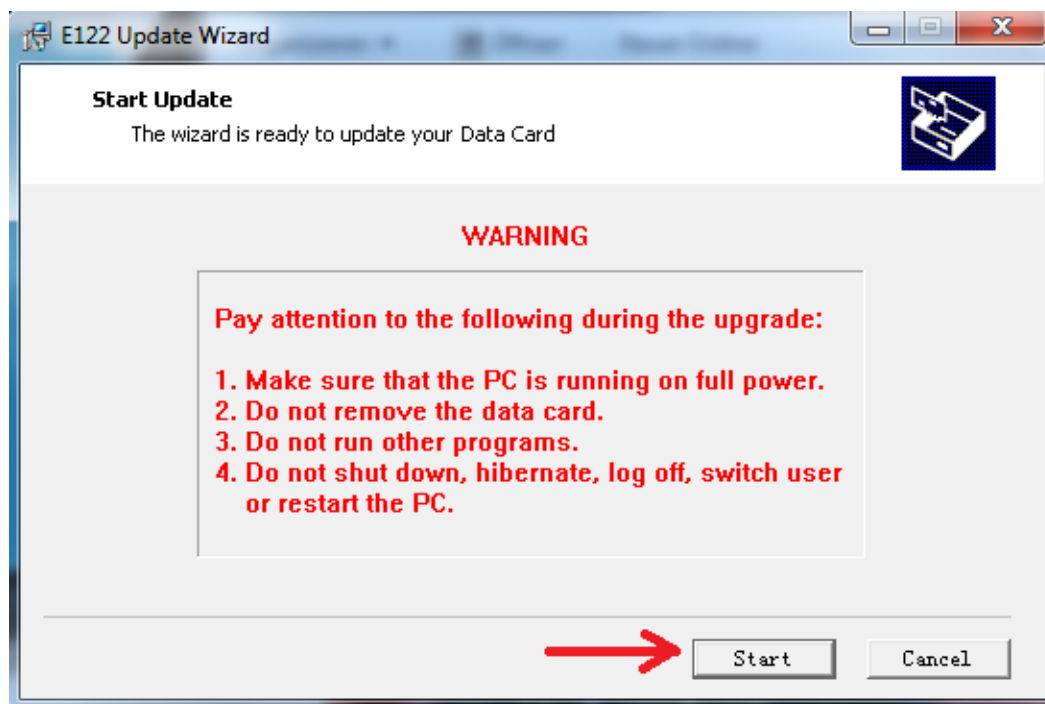 E122 Update Wizard
Start Update
The wizard is ready to update your Data Card
WARNING
Pay attention to the following during the upgrade:
1. Make sure that the PC is running on full power.
2. Do not remove the data card.
3. Do not run other programs.
4. Do not shut down, hibernate, log off, switch user
or restart the PC.
Start
Cancel